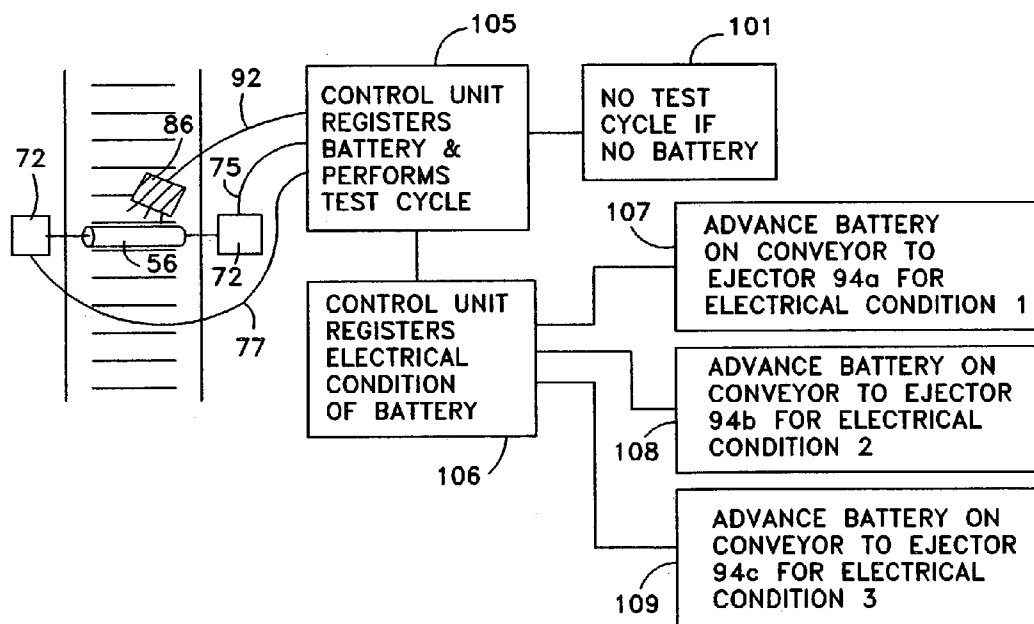 105
101
92
CONTROL UNIT
REGISTERS
BATTERY &
PERFORMS
TEST CYCLE
NO TEST
CYCLE IF
NO BATTERY
86
75
72
56
72
77
107
ADVANCE BATTERY
ON CONVEYOR TO
EJECTOR 94a FOR
ELECTRICAL CONDITION 1
CONTROL UNIT
REGISTERS
ELECTRICAL
CONDITION
OF BATTERY
106
ADVANCE BATTERY ON
CONVEYOR TO EJECTOR
94b FOR ELECTRICAL
CONDITION 2
108
ADVANCE BATTERY ON
CONVEYOR TO EJECTOR
94c FOR ELECTRICAL
CONDITION 3
109